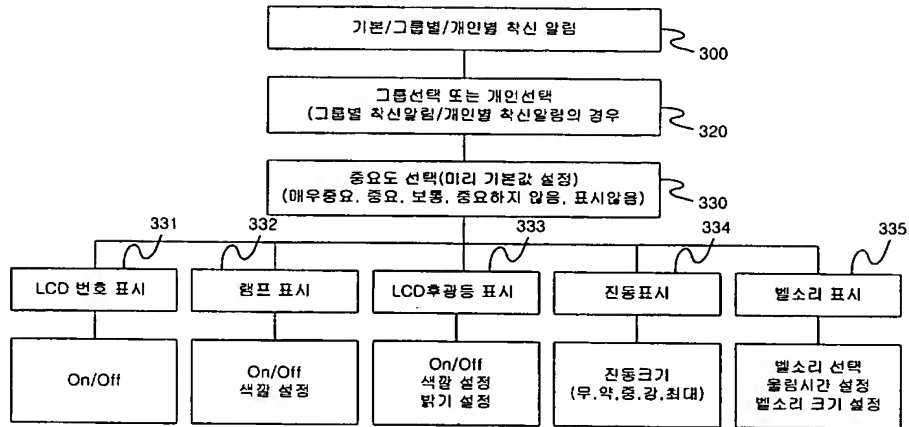 기본/그룹별/개인별 착신 알림
300
그룹선택 또는 개인선택
(그룹별 착신알림/개인별 착신알림의 경우
320
중요도 선택(미리 기본값 설정)
(매우중요, 중요, 보통, 중요하지 않음, 표시않음)
330
331
332
333
334
335
LCD 번호 표시
램프 표시
LCD후광등 표시
진동표시
벨소리 표시
On/Off
On/Off
색깔 설정
On/Off
색깔 설정
밝기 설정
진동크기
(무,약,중,강,최대)
벨소리 선택
울림시간 설정
벨소리 크기 설정